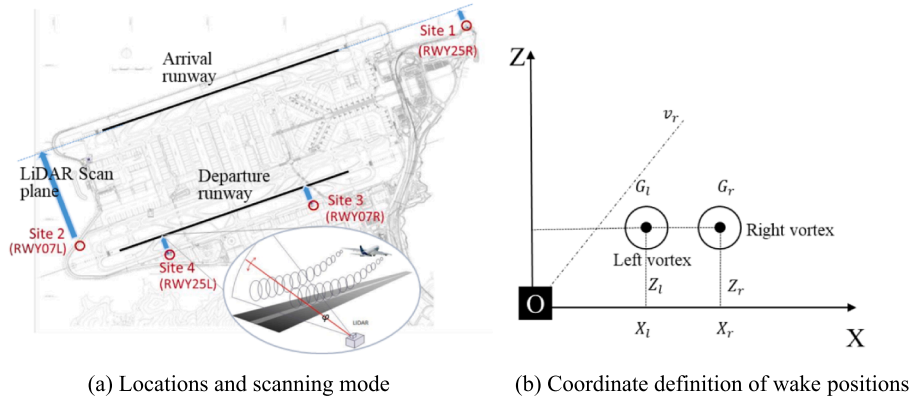 Site 1
(RWY25R)
Arrival
runway
LiDAR Scan
plane
Departure
runway
Site 3
(RWY07R)
Site 2
(RWY07L)
Site 4
(RWY25L)
φ
LIDAR
(a) Locations and scanning mode
Z
v_r
G_l
G_r
Right vortex
Left vortex
Z_l
Z_r
O
X_l
X_r
X
(b) Coordinate definition of wake positions